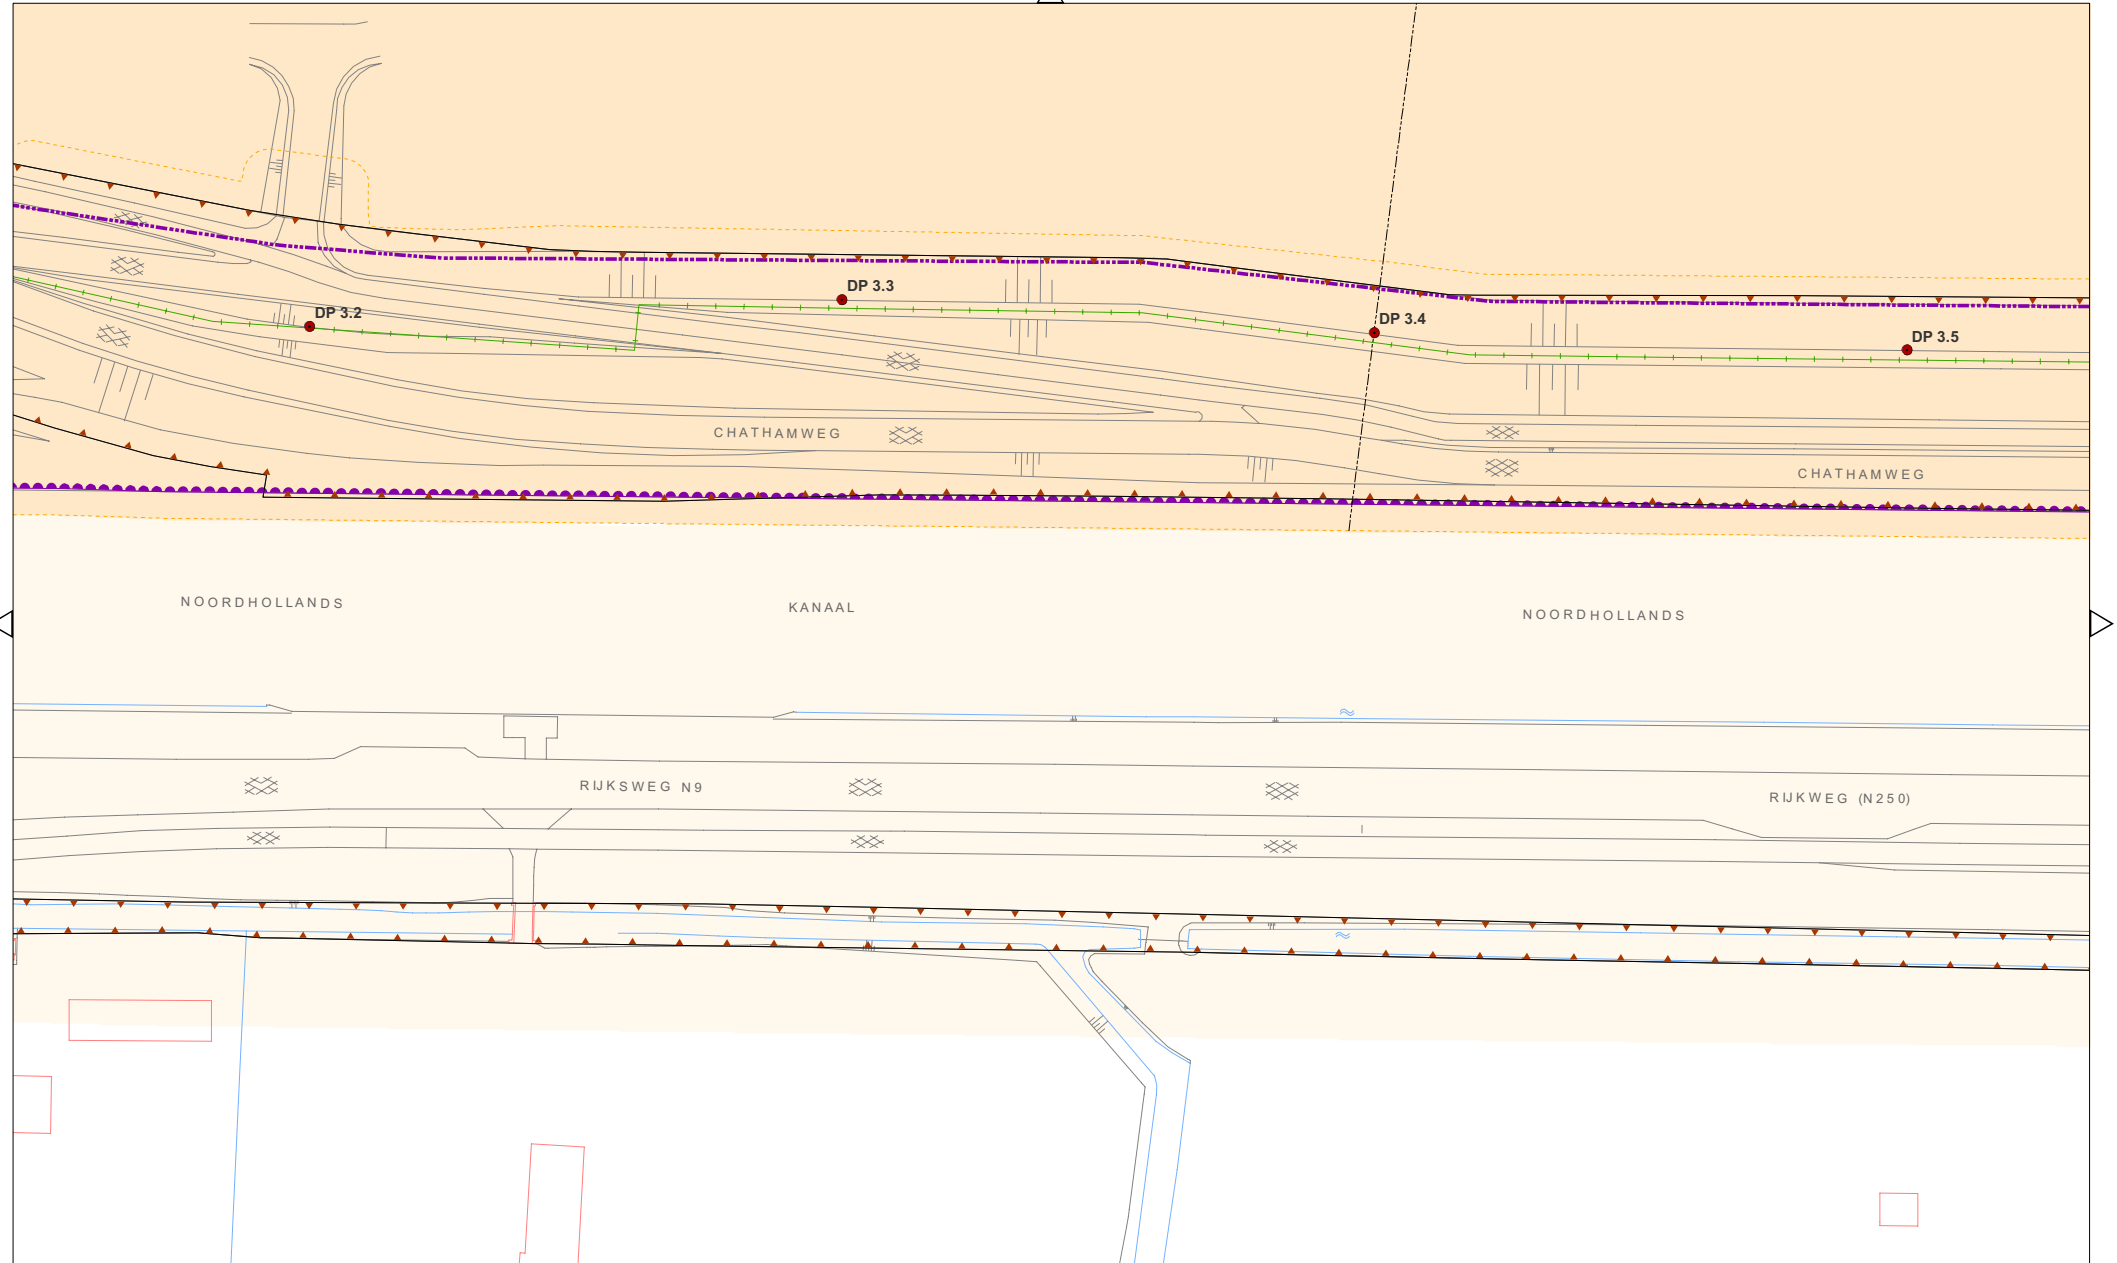 DP 3.3
DP 3.2
DP 3.4
DP 3.5
CHATHAMWEG
CHATHAMWEG
NOORDHOLLANDS
KANAAL
NOORDHOLLANDS
RIJKSWEG N9
RIJKWEG (N250)